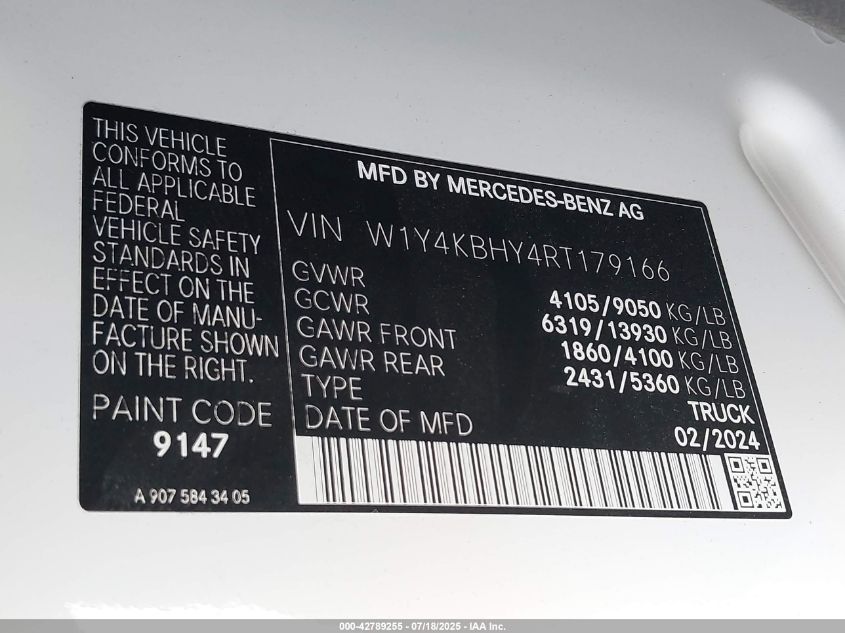 THIS VEHICLE
CONFORMS TO
ALL APPLICABLE
FEDERAL
VEHICLE SAFETY
STANDARDS IN
EFFECT ON THE
DATE OF MANU-
FACTURE SHOWN
ON THE RIGHT.
PAINT CODE
9147
A 907 584 34 05
MFD BY MERCEDES-BENZ AG
VIN W1Y4KBHY4RT179166
GVWR 4105/9050 KG/LB
GCWR 6319/13930 KG/LB
GAWR FRONT 1860/4100 KG/LB
GAWR REAR 2431/5360 KG/LB
TYPE TRUCK
DATE OF MFD 02/2024
000-42789255 - 07/18/2025 - IAA Inc.